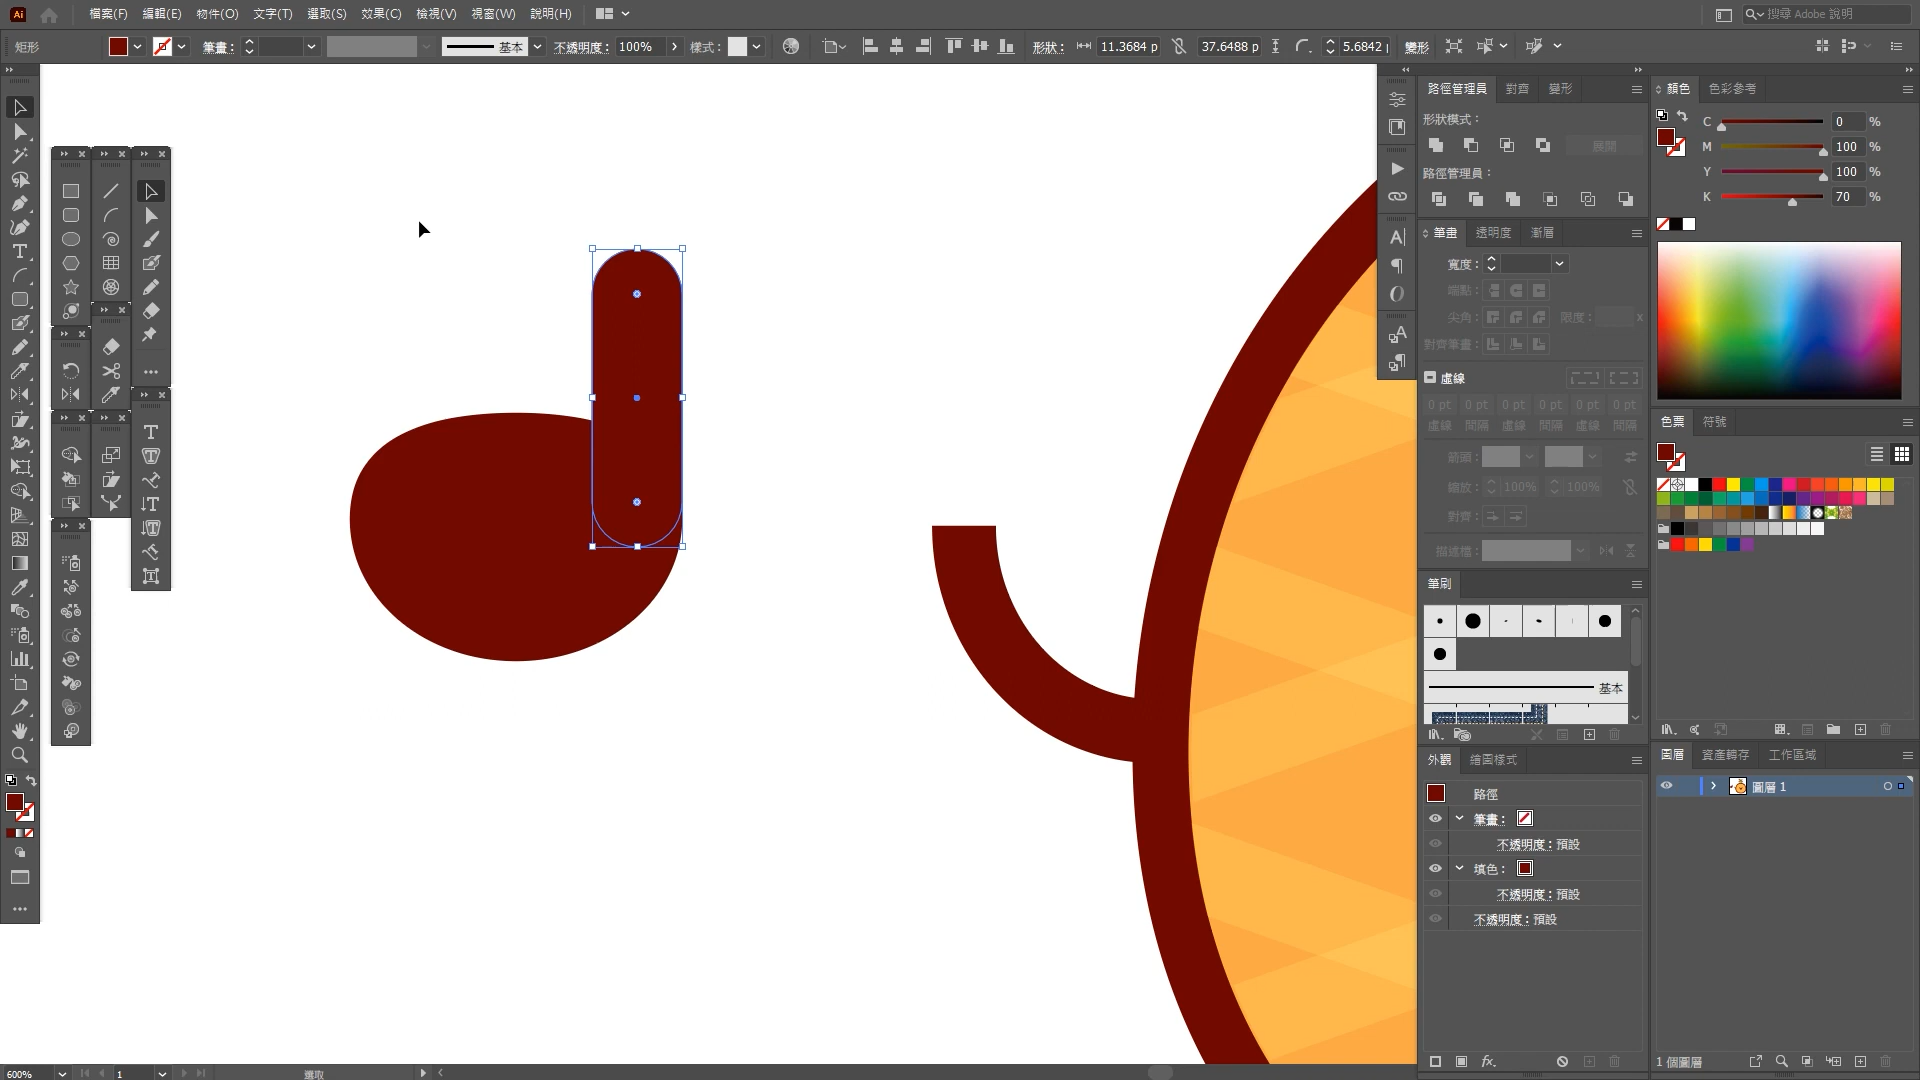 Ai 檔案(F) 編輯(E) 物件(O) 文字(T) 選取(S) 效果(C) 檢視(V) 視窗(W) 說明(H) 搜尋 Adobe 說明
矩形 筆畫: 基本 不透明度: 100% 樣式: 形狀: 11.3684 p 37.6488 p 5.6842 變形
路徑管理員 對齊 變形
形狀模式:
展開
路徑管理員:
筆畫 透明度 漸層
寬度:
端點:
尖角: 限度: x
對齊筆畫:
虛線
0 pt 0 pt 0 pt 0 pt 0 pt 0 pt
虛線 間隔 虛線 間隔 虛線 間隔
箭頭:
縮放: 100% 100%
對齊:
描述檔:
筆刷
基本
外觀 繪圖樣式
路徑
筆畫:
不透明度: 預設
填色:
不透明度: 預設
不透明度: 預設
fx
顏色 色彩參考
C 0 %
M 100 %
Y 100 %
K 70 %
色票 符號
圖層 資產轉存 工作區域
圖層 1
1 個圖層
600% 1 選取